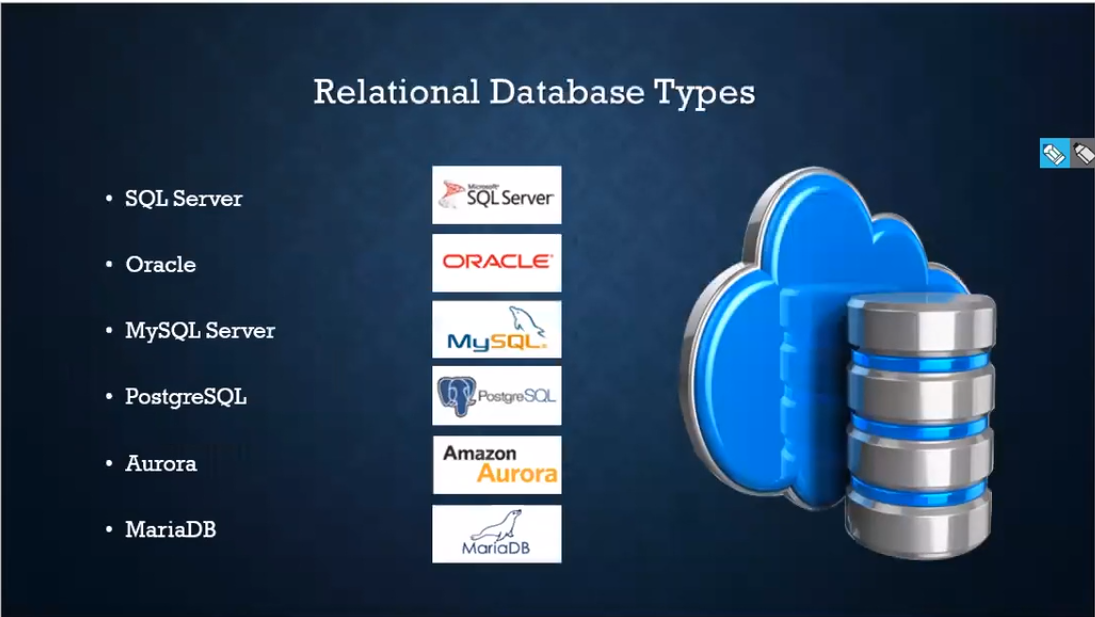 Relational Database Types
• SQL Server
Microsoft
SQL Server
• Oracle
ORACLE
• MySQL Server
MySQL
• PostgreSQL
PostgreSQL
• Aurora
Amazon
Aurora
• MariaDB
MariaDB